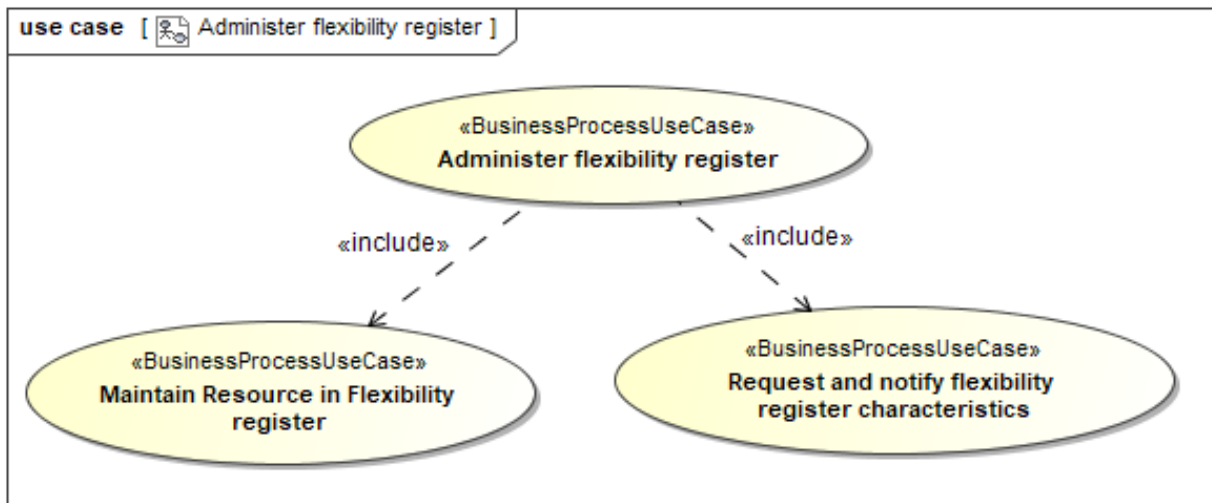 use case [ Administer flexibility register ]
«BusinessProcessUseCase»
Administer flexibility register
«include»
«include»
«BusinessProcessUseCase»
Maintain Resource in Flexibility
register
«BusinessProcessUseCase»
Request and notify flexibility
register characteristics